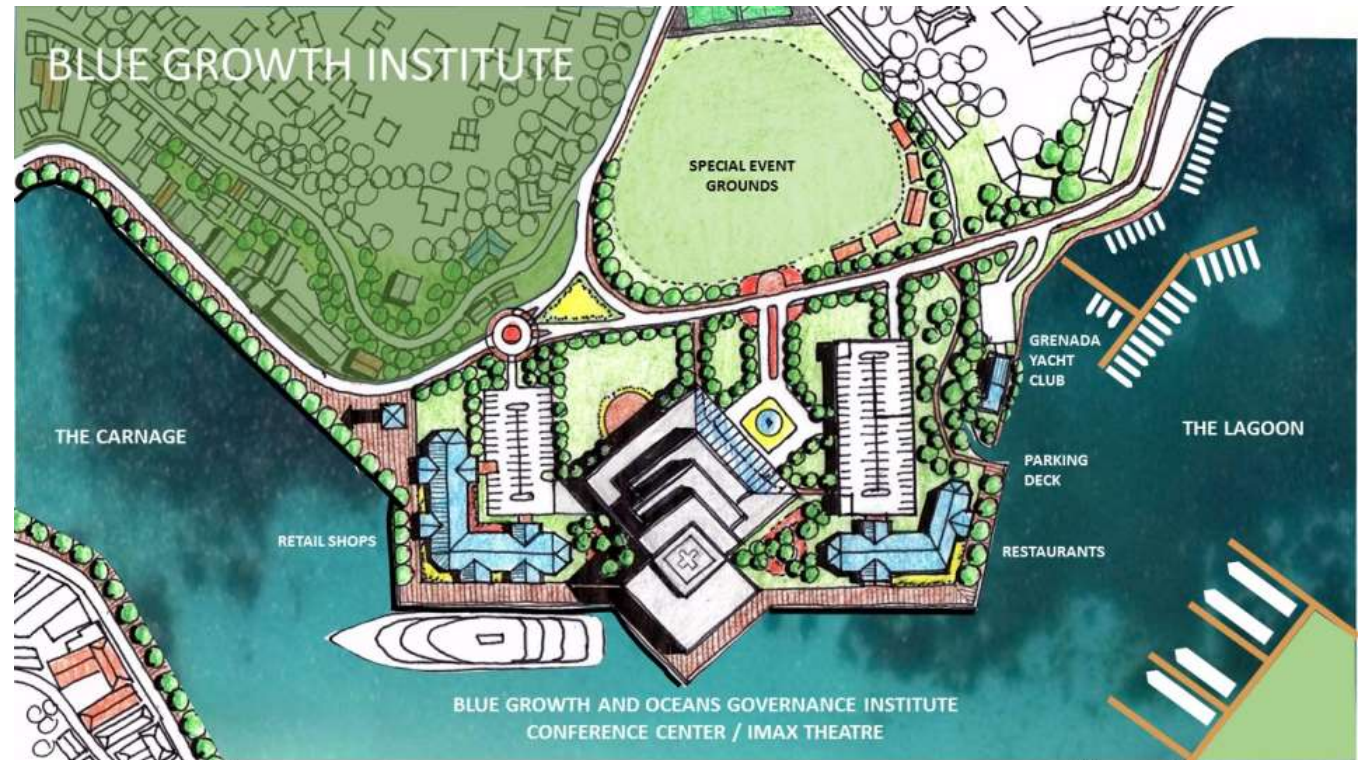 BLUE GROWTH INSTITUTE
SPECIAL EVENT
GROUNDS
GRENADA
YACHT
CLUB
THE CARNAGE
THE LAGOON
PARKING
DECK
RETAIL SHOPS
RESTAURANTS
BLUE GROWTH AND OCEANS GOVERNANCE INSTITUTE
CONFERENCE CENTER / IMAX THEATRE